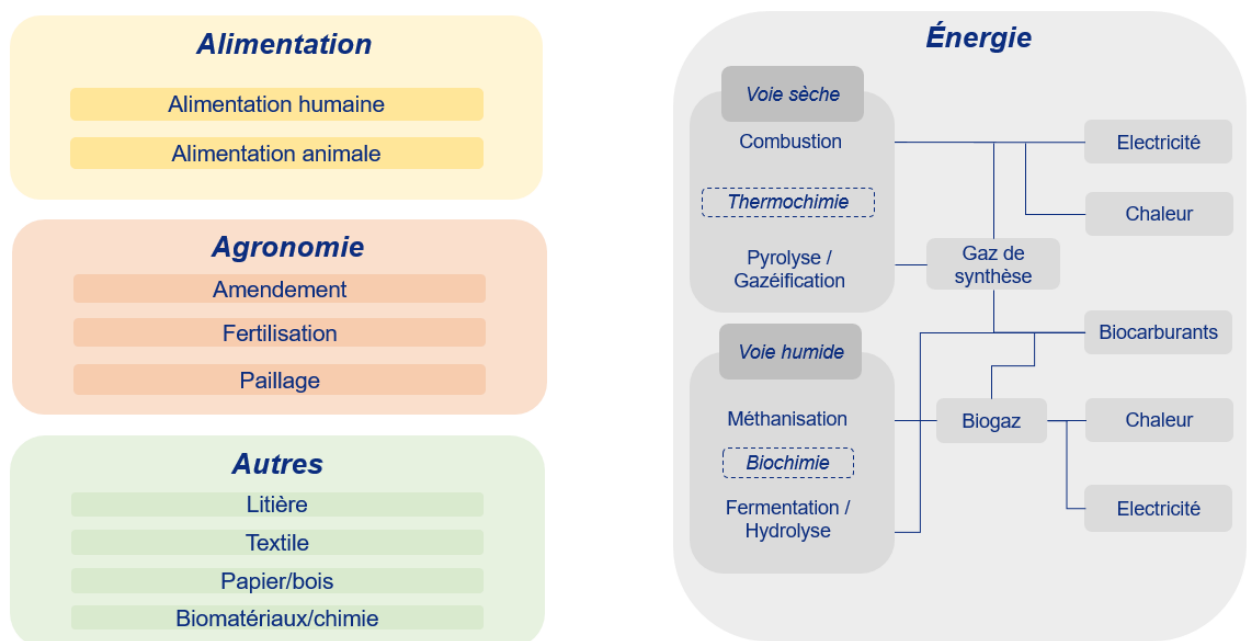 Alimentation
Alimentation humaine
Alimentation animale
Agronomie
Amendement
Fertilisation
Paillage
Autres
Litière
Textile
Papier/bois
Biomatériaux/chimie
Énergie
Voie sèche
Combustion
Thermochimie
Pyrolyse /
Gazéification
Gaz de
synthèse
Electricité
Chaleur
Biocarburants
Voie humide
Méthanisation
Biochimie
Fermentation /
Hydrolyse
Biogaz
Chaleur
Electricité